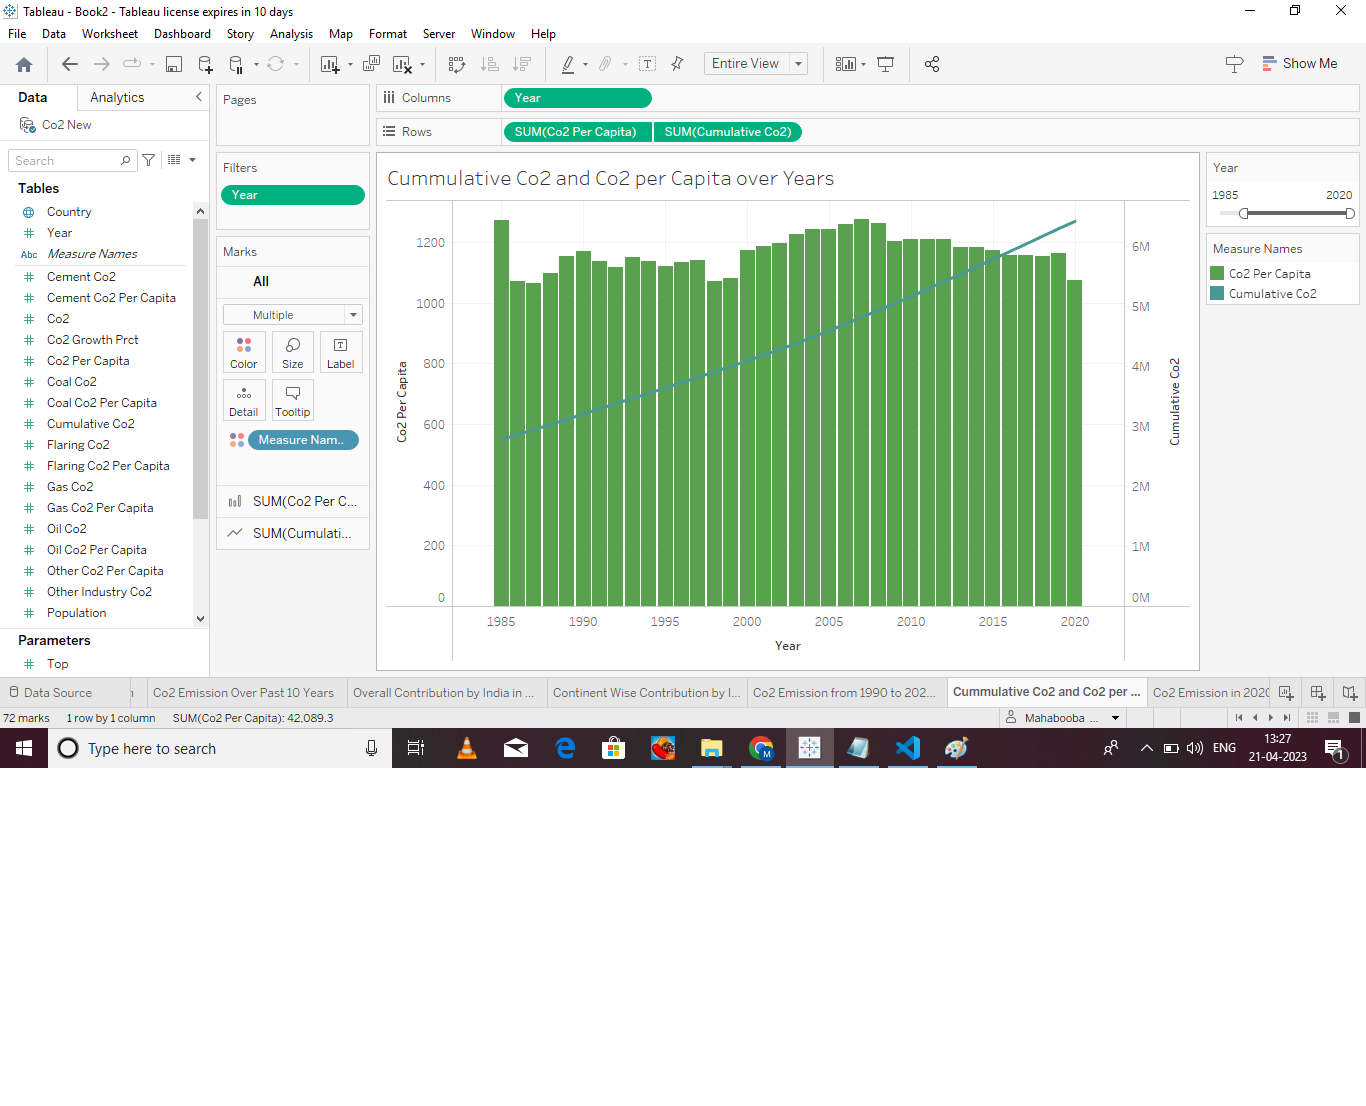 Tableau - Book2 - Tableau license expires in 10 days
File Data Worksheet Dashboard Story Analysis Map Format Server Window Help
Entire View
Show Me
Data Analytics
Co2 New
Search
Tables
Country
Year
Abc Measure Names
Cement Co2
Cement Co2 Per Capita
Co2
Co2 Growth Prct
Co2 Per Capita
Coal Co2
Coal Co2 Per Capita
Cumulative Co2
Flaring Co2
Flaring Co2 Per Capita
Gas Co2
Gas Co2 Per Capita
Oil Co2
Oil Co2 Per Capita
Other Co2 Per Capita
Other Industry Co2
Population
Parameters
Top
Pages
Filters
Year
Marks
All
Multiple
Color Size Label
Detail Tooltip
Measure Nam..
SUM(Co2 Per C...
SUM(Cumulati...
Columns Year
Rows SUM(Co2 Per Capita) SUM(Cumulative Co2)
Cummulative Co2 and Co2 per Capita over Years
1200
1000
800
600
400
200
0
Co2 Per Capita
6M
5M
4M
3M
2M
1M
0M
Cumulative Co2
1985 1990 1995 2000 2005 2010 2015 2020
Year
Year
1985 2020
Measure Names
Co2 Per Capita
Cumulative Co2
Data Source Co2 Emission Over Past 10 Years Overall Contribution by India in ... Continent Wise Contribution by I... Co2 Emission from 1990 to 202... Cummulative Co2 and Co2 per ... Co2 Emission in 2020
72 marks 1 row by 1 column SUM(Co2 Per Capita): 42,089.3 Mahabooba ...
Type here to search
M
ENG
13:27
21-04-2023
1